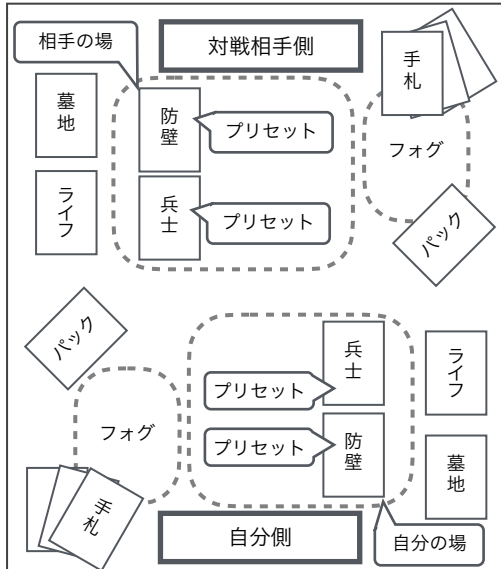 相手の場
対戦相手側
手札
墓地
防壁
プリセット
フォグ
ライフ
兵士
プリセット
パック
パック
兵士
ライフ
プリセット
フォグ
プリセット
防壁
墓地
手札
自分側
自分の場